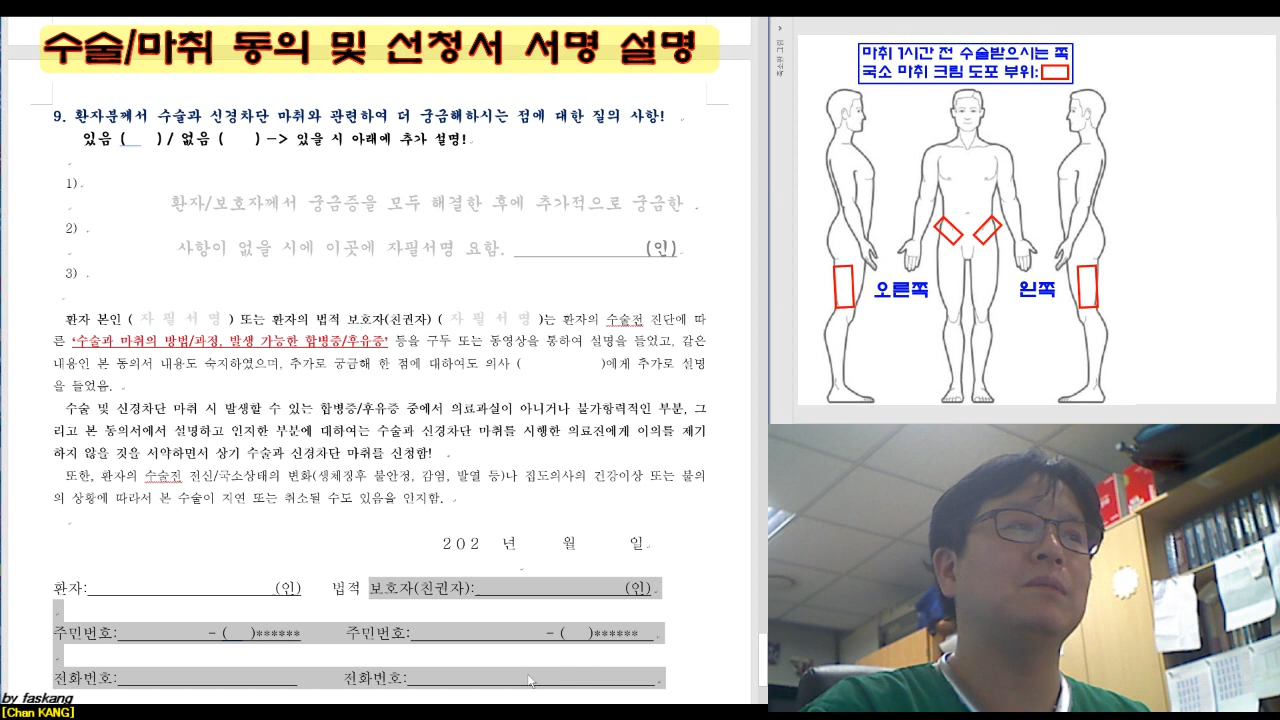 수술/마취 동의 및 선청서 서명 설명
9. 환자분께서 수술과 신경차단 마취와 관련하여 더 궁금해하시는 점에 대한 질의 사항!
있음 (    ) / 없음 (    ) -> 있을 시 아래에 추가 설명!
1)
환자/보호자께서 궁금증을 모두 해결한 후에 추가적으로 궁금한
2)
사항이 없을 시에 이곳에 자필서명 요함. ____________ (인)
3)
환자 본인 ( 자 필 서 명 ) 또는 환자의 법적 보호자(친권자) ( 자 필 서 명 )는 환자의 수술전 진단에 따
른 '수술과 마취의 방법/과정, 발생 가능한 합병증/후유증' 등을 구두 또는 동영상을 통하여 설명을 들었고, 같은
내용인 본 동의서 내용도 숙지하였으며, 추가로 궁금해 한 점에 대하여도 의사 (            )에게 추가로 설명
을 들었음.
수술 및 신경차단 마취 시 발생할 수 있는 합병증/후유증 중에서 의료과실이 아니거나 불가항력적인 부분, 그
리고 본 동의서에서 설명하고 인지한 부분에 대하여는 수술과 신경차단 마취를 시행한 의료진에게 이의를 제기
하지 않을 것을 서약하면서 상기 수술과 신경차단 마취를 신청함!
또한, 환자의 수술전 전신/국소상태의 변화(생체징후 불안정, 감염, 발열 등)나 집도의사의 건강이상 또는 불의
의 상황에 따라서 본 수술이 지연 또는 취소될 수도 있음을 인지함.
202   년   월   일
환자:____________(인) 법적 보호자(친권자):____________(인)
주민번호:____________ - (    )****** 주민번호:____________ - (    )******
전화번호:____________ 전화번호:____________
by faskang
[Chan KANG]
축소판 그림
마취 1시간 전 수술받으시는 쪽
국소 마취 크림 도포 부위:
오른쪽 왼쪽